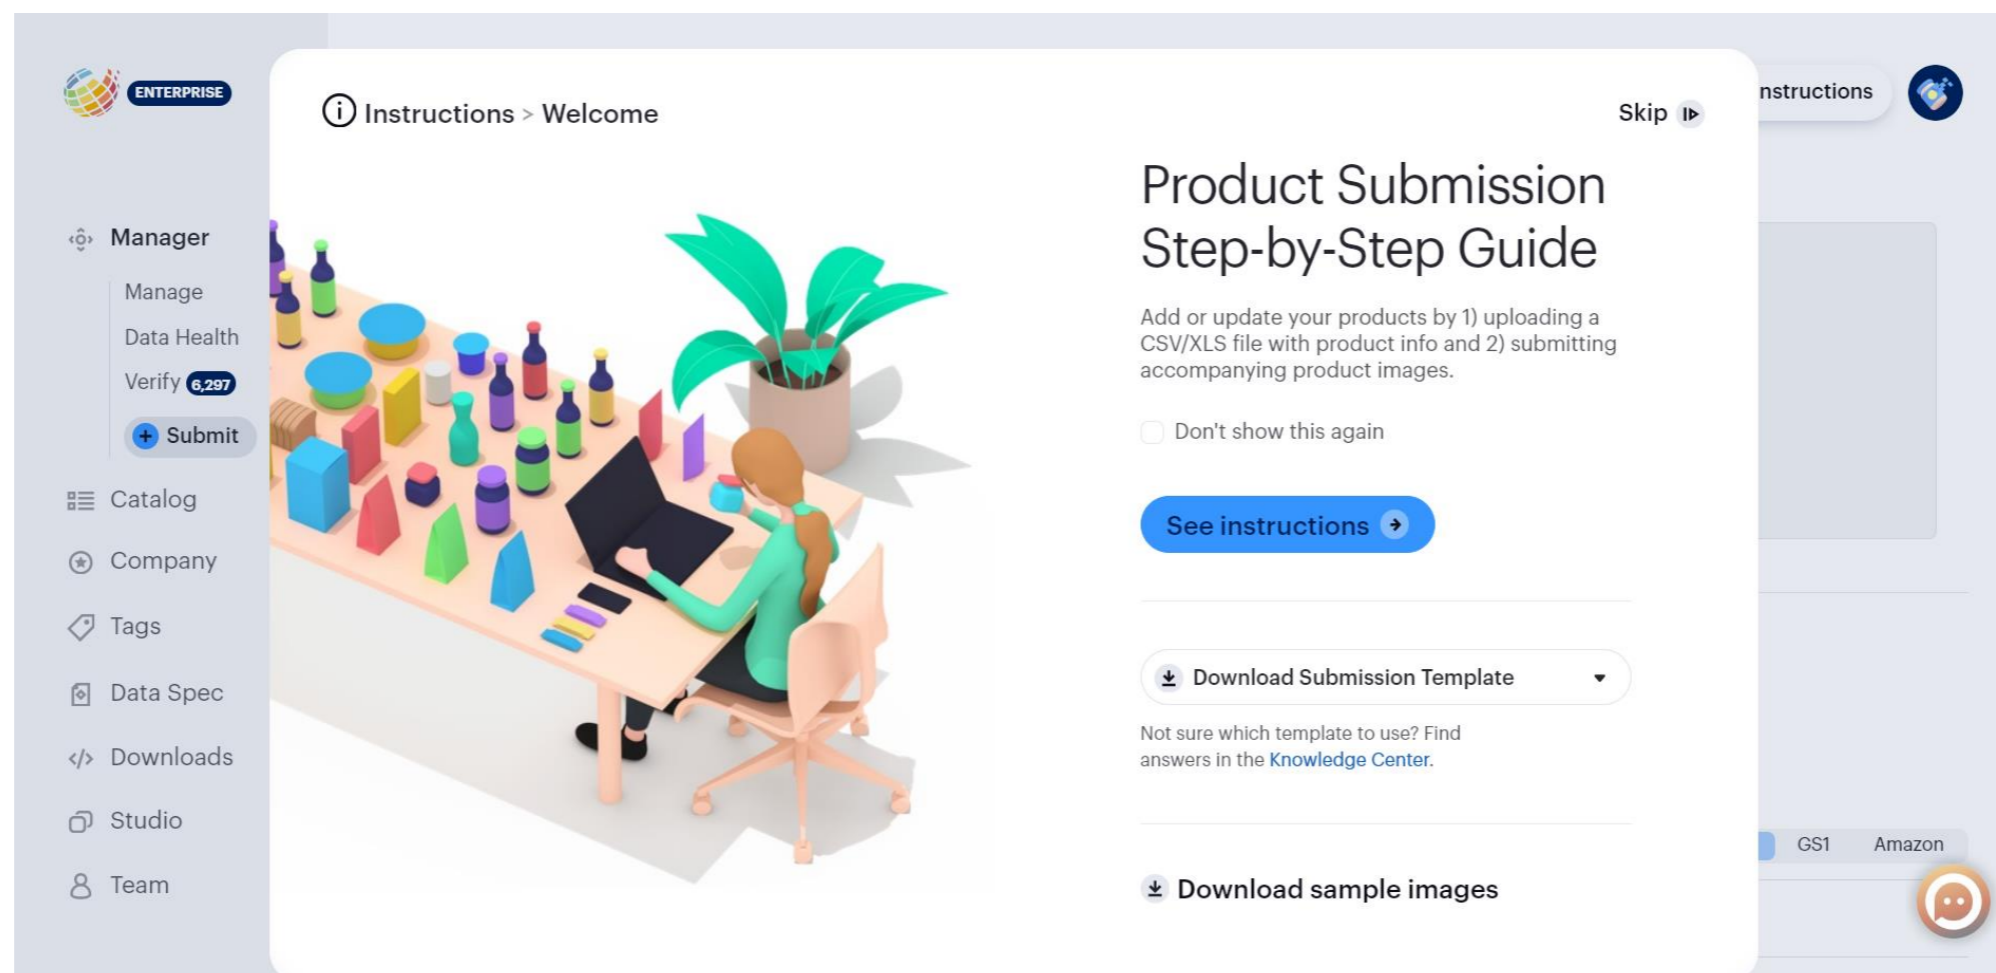 ENTERPRISE
Manager
Manage
Data Health
Verify 6,297
Submit
Catalog
Company
Tags
Data Spec
Downloads
Studio
Team
Instructions > Welcome
Skip
Product Submission
Step-by-Step Guide
Add or update your products by 1) uploading a
CSV/XLS file with product info and 2) submitting
accompanying product images.
Don't show this again
See instructions
Download Submission Template
Not sure which template to use? Find
answers in the Knowledge Center.
Download sample images
nstructions
GS1 Amazon